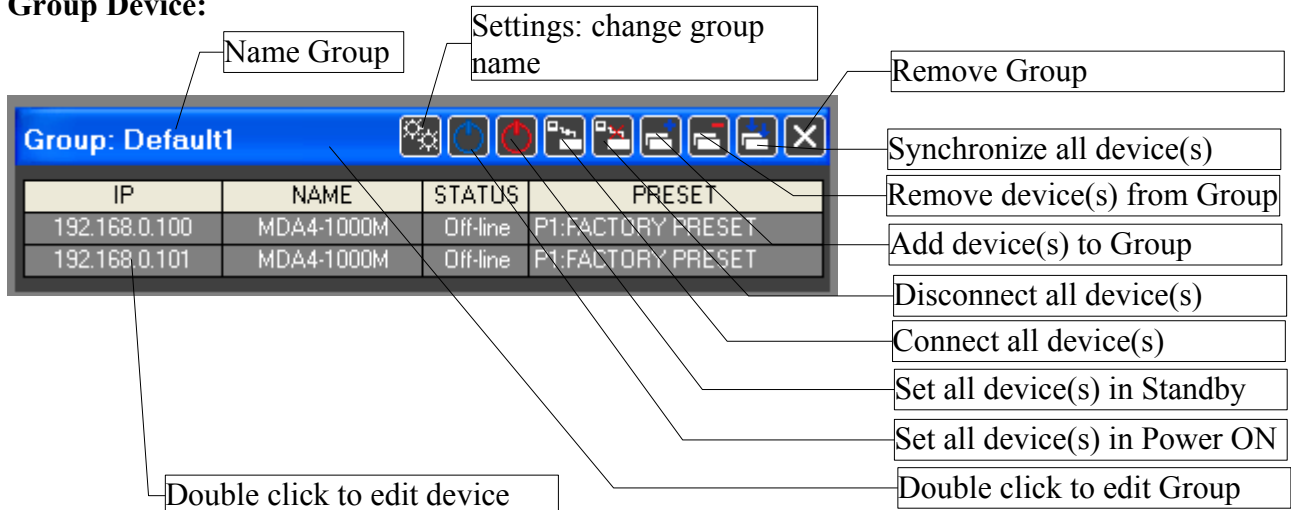 Group Device:
Name Group
Settings: change group
name
Remove Group
Group: Default1
Synchronize all device(s)
IP NAME STATUS PRESET
Remove device(s) from Group
192.168.0.100 MDA4-1000M Off-line P1:FACTORY PRESET
Add device(s) to Group
192.168.0.101 MDA4-1000M Off-line P1:FACTORY PRESET
Disconnect all device(s)
Connect all device(s)
Set all device(s) in Standby
Set all device(s) in Power ON
Double click to edit device
Double click to edit Group